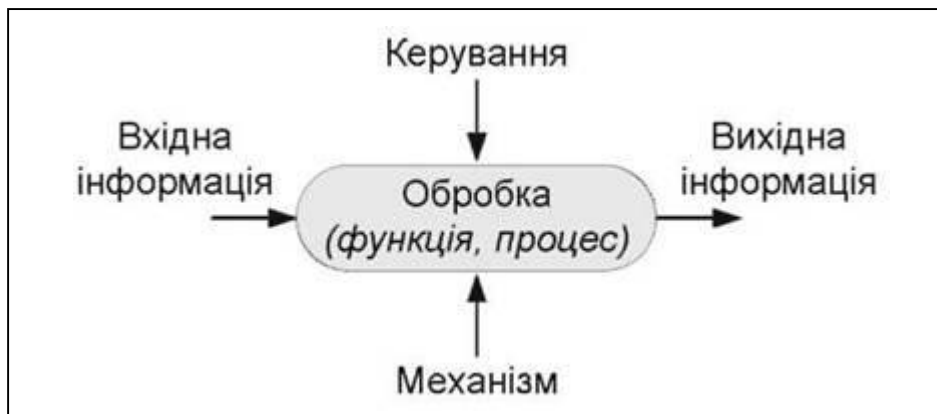 Керування
Вхідна
інформація
Обробка
(функція, процес)
Вихідна
інформація
Механізм